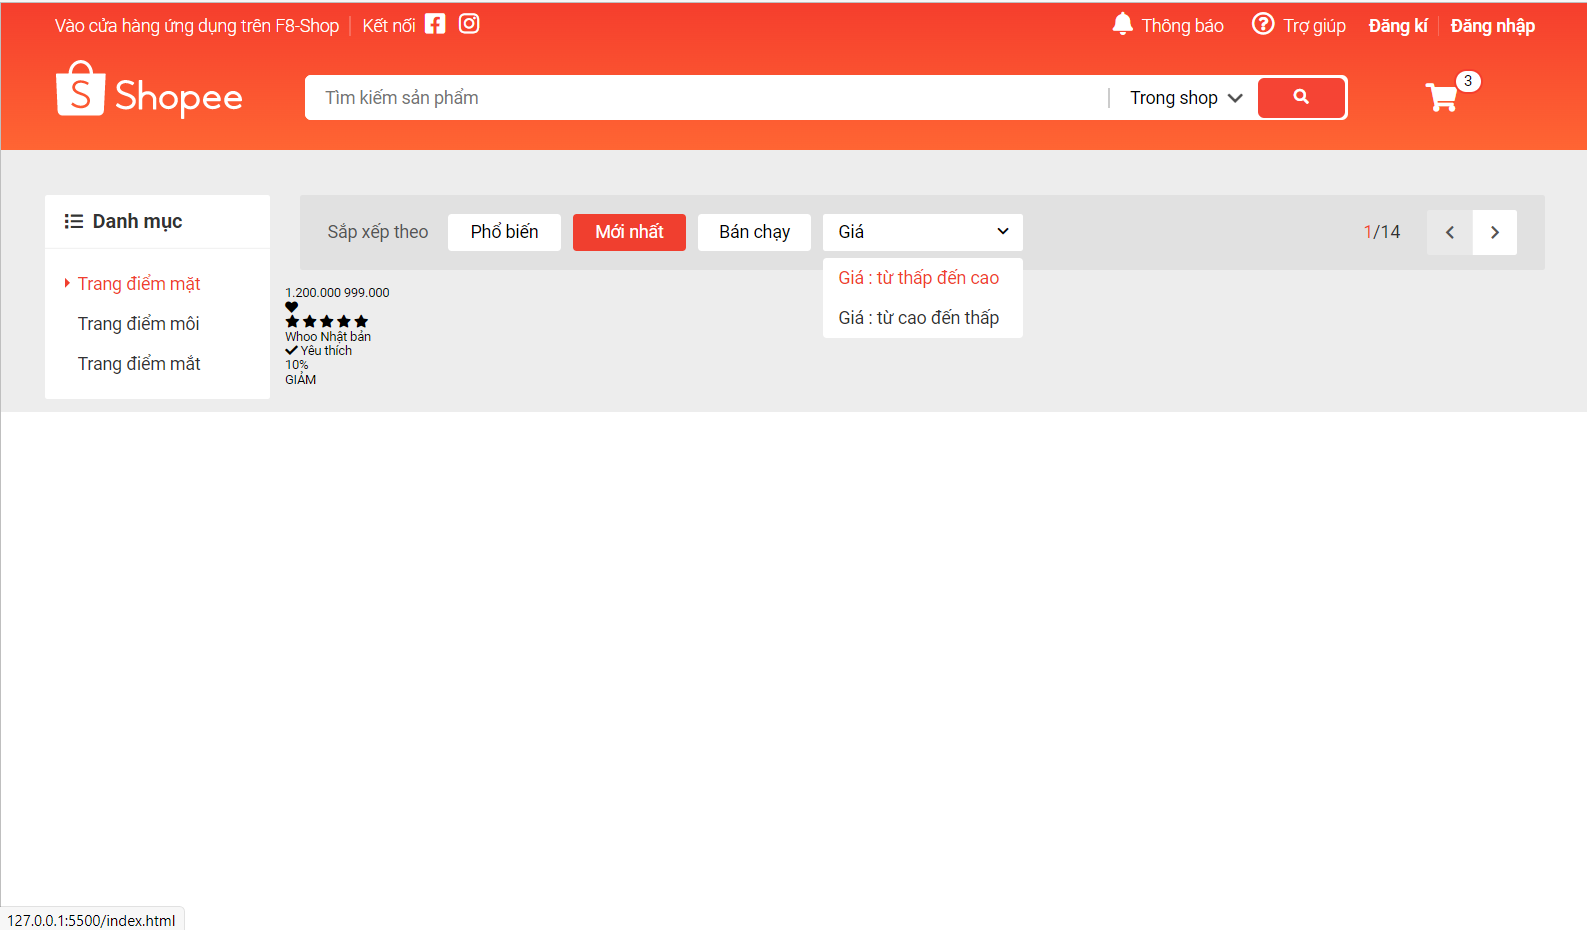 Vào cửa hàng ứng dụng trên F8-Shop Kết nối Thông báo Trợ giúp Đăng kí Đăng nhập
S Shopee Tìm kiếm sản phẩm Trong shop 3
Danh mục
Sắp xếp theo Phổ biến Mới nhất Bán chạy Giá 1/14
Giá : từ thấp đến cao
Giá : từ cao đến thấp
Trang điểm mặt
Trang điểm môi
Trang điểm mắt
1.200.000 999.000
Whoo Nhật bản
Yêu thích
10%
GIẢM
127.0.0.1:5500/index.html